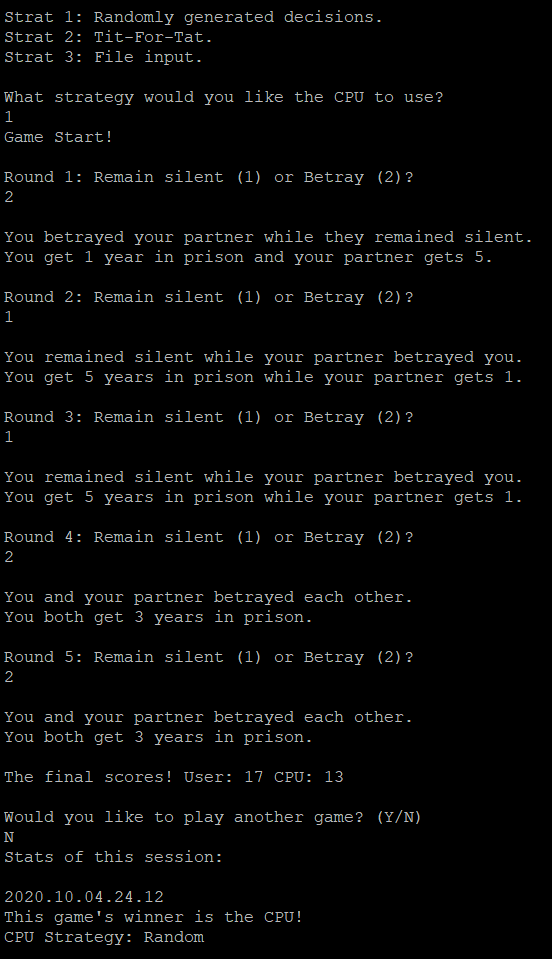 Strat 1: Randomly generated decisions.
Strat 2: Tit-For-Tat.
Strat 3: File input.
What strategy would you like the CPU to use?
1
Game Start!
Round 1: Remain silent (1) or Betray (2)?
2
You betrayed your partner while they remained silent.
You get 1 year in prison and your partner gets 5.
Round 2: Remain silent (1) or Betray (2)?
1
You remained silent while your partner betrayed you.
You get 5 years in prison while your partner gets 1.
Round 3: Remain silent (1) or Betray (2)?
1
You remained silent while your partner betrayed you.
You get 5 years in prison while your partner gets 1.
Round 4: Remain silent (1) or Betray (2)?
2
You and your partner betrayed each other.
You both get 3 years in prison.
Round 5: Remain silent (1) or Betray (2)?
2
You and your partner betrayed each other.
You both get 3 years in prison.
The final scores! User: 17 CPU: 13
Would you like to play another game? (Y/N)
N
Stats of this session:
2020.10.04.24.12
This game's winner is the CPU!
CPU Strategy: Random